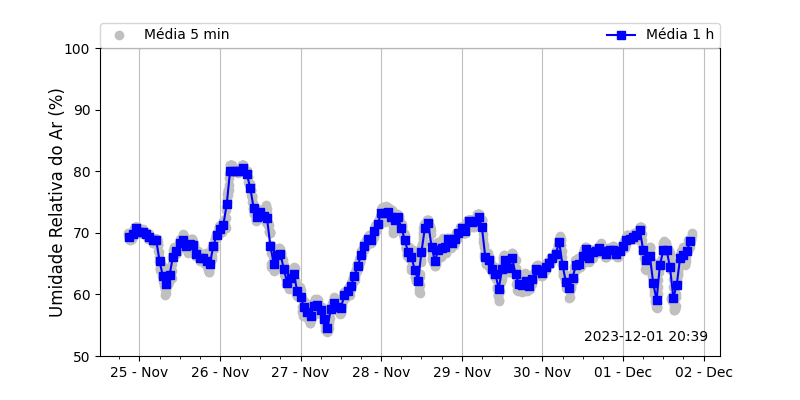 Média 5 min
Média 1 h
Umidade Relativa do Ar (%)
100
90
80
70
60
50
2023-12-01 20:39
25 - Nov
26 - Nov
27 - Nov
28 - Nov
29 - Nov
30 - Nov
01 - Dec
02 - Dec